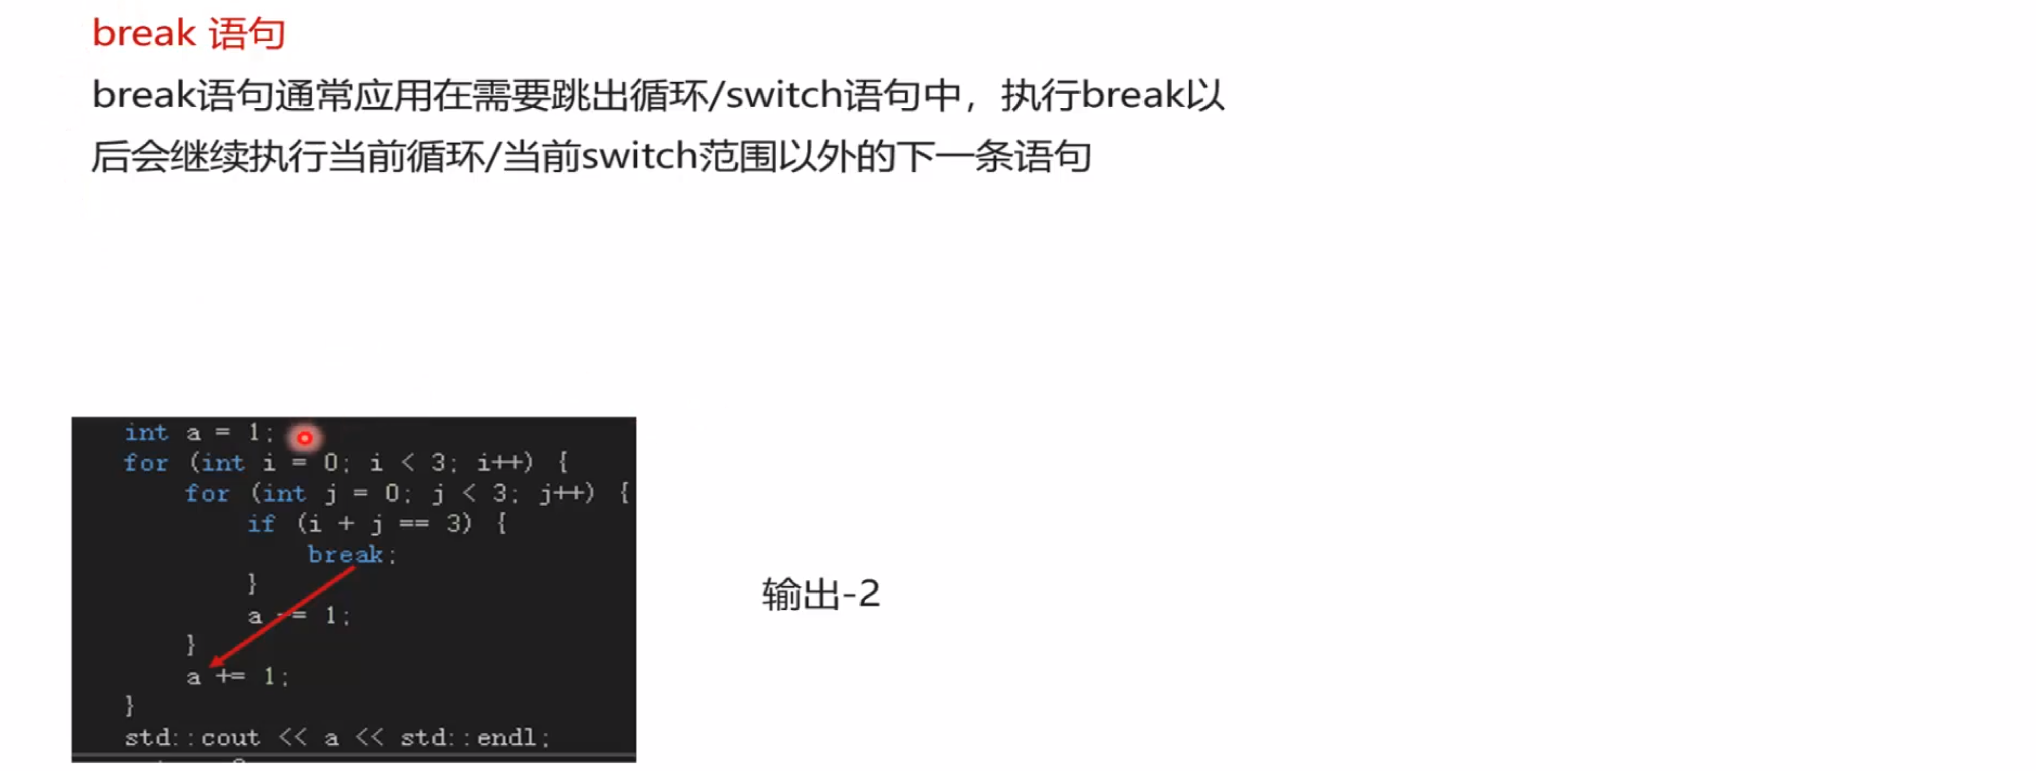 break 语句
break语句通常应用在需要跳出循环/switch语句中，执行break以
后会继续执行当前循环/当前switch范围以外的下一条语句
int a = 1;
for (int i = 0; i < 3; i++) {
for (int j = 0; j < 3; j++) {
if (i + j == 3) {
break;
}
a -= 1;
}
a += 1;
}
std::cout << a << std::endl;
输出-2